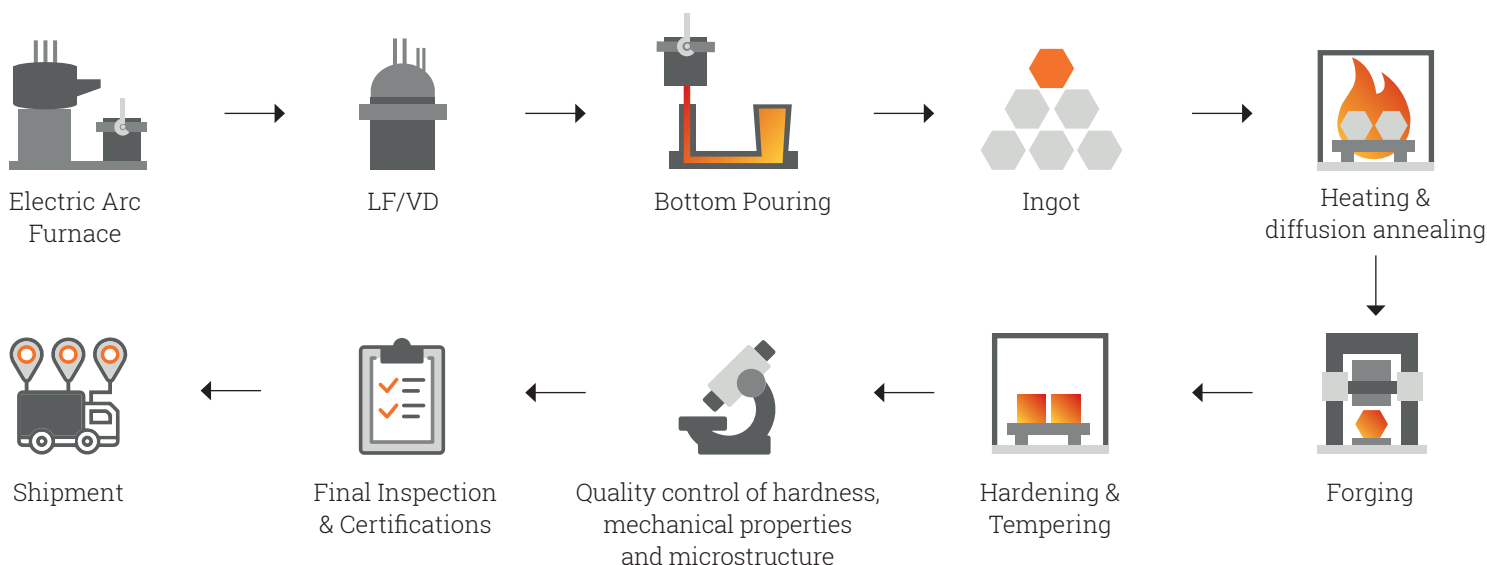 Electric Arc
Furnace
LF/VD
Bottom Pouring
Ingot
Heating &
diffusion annealing
Shipment
Final Inspection
& Certifications
Quality control of hardness,
mechanical properties
and microstructure
Hardening &
Tempering
Forging